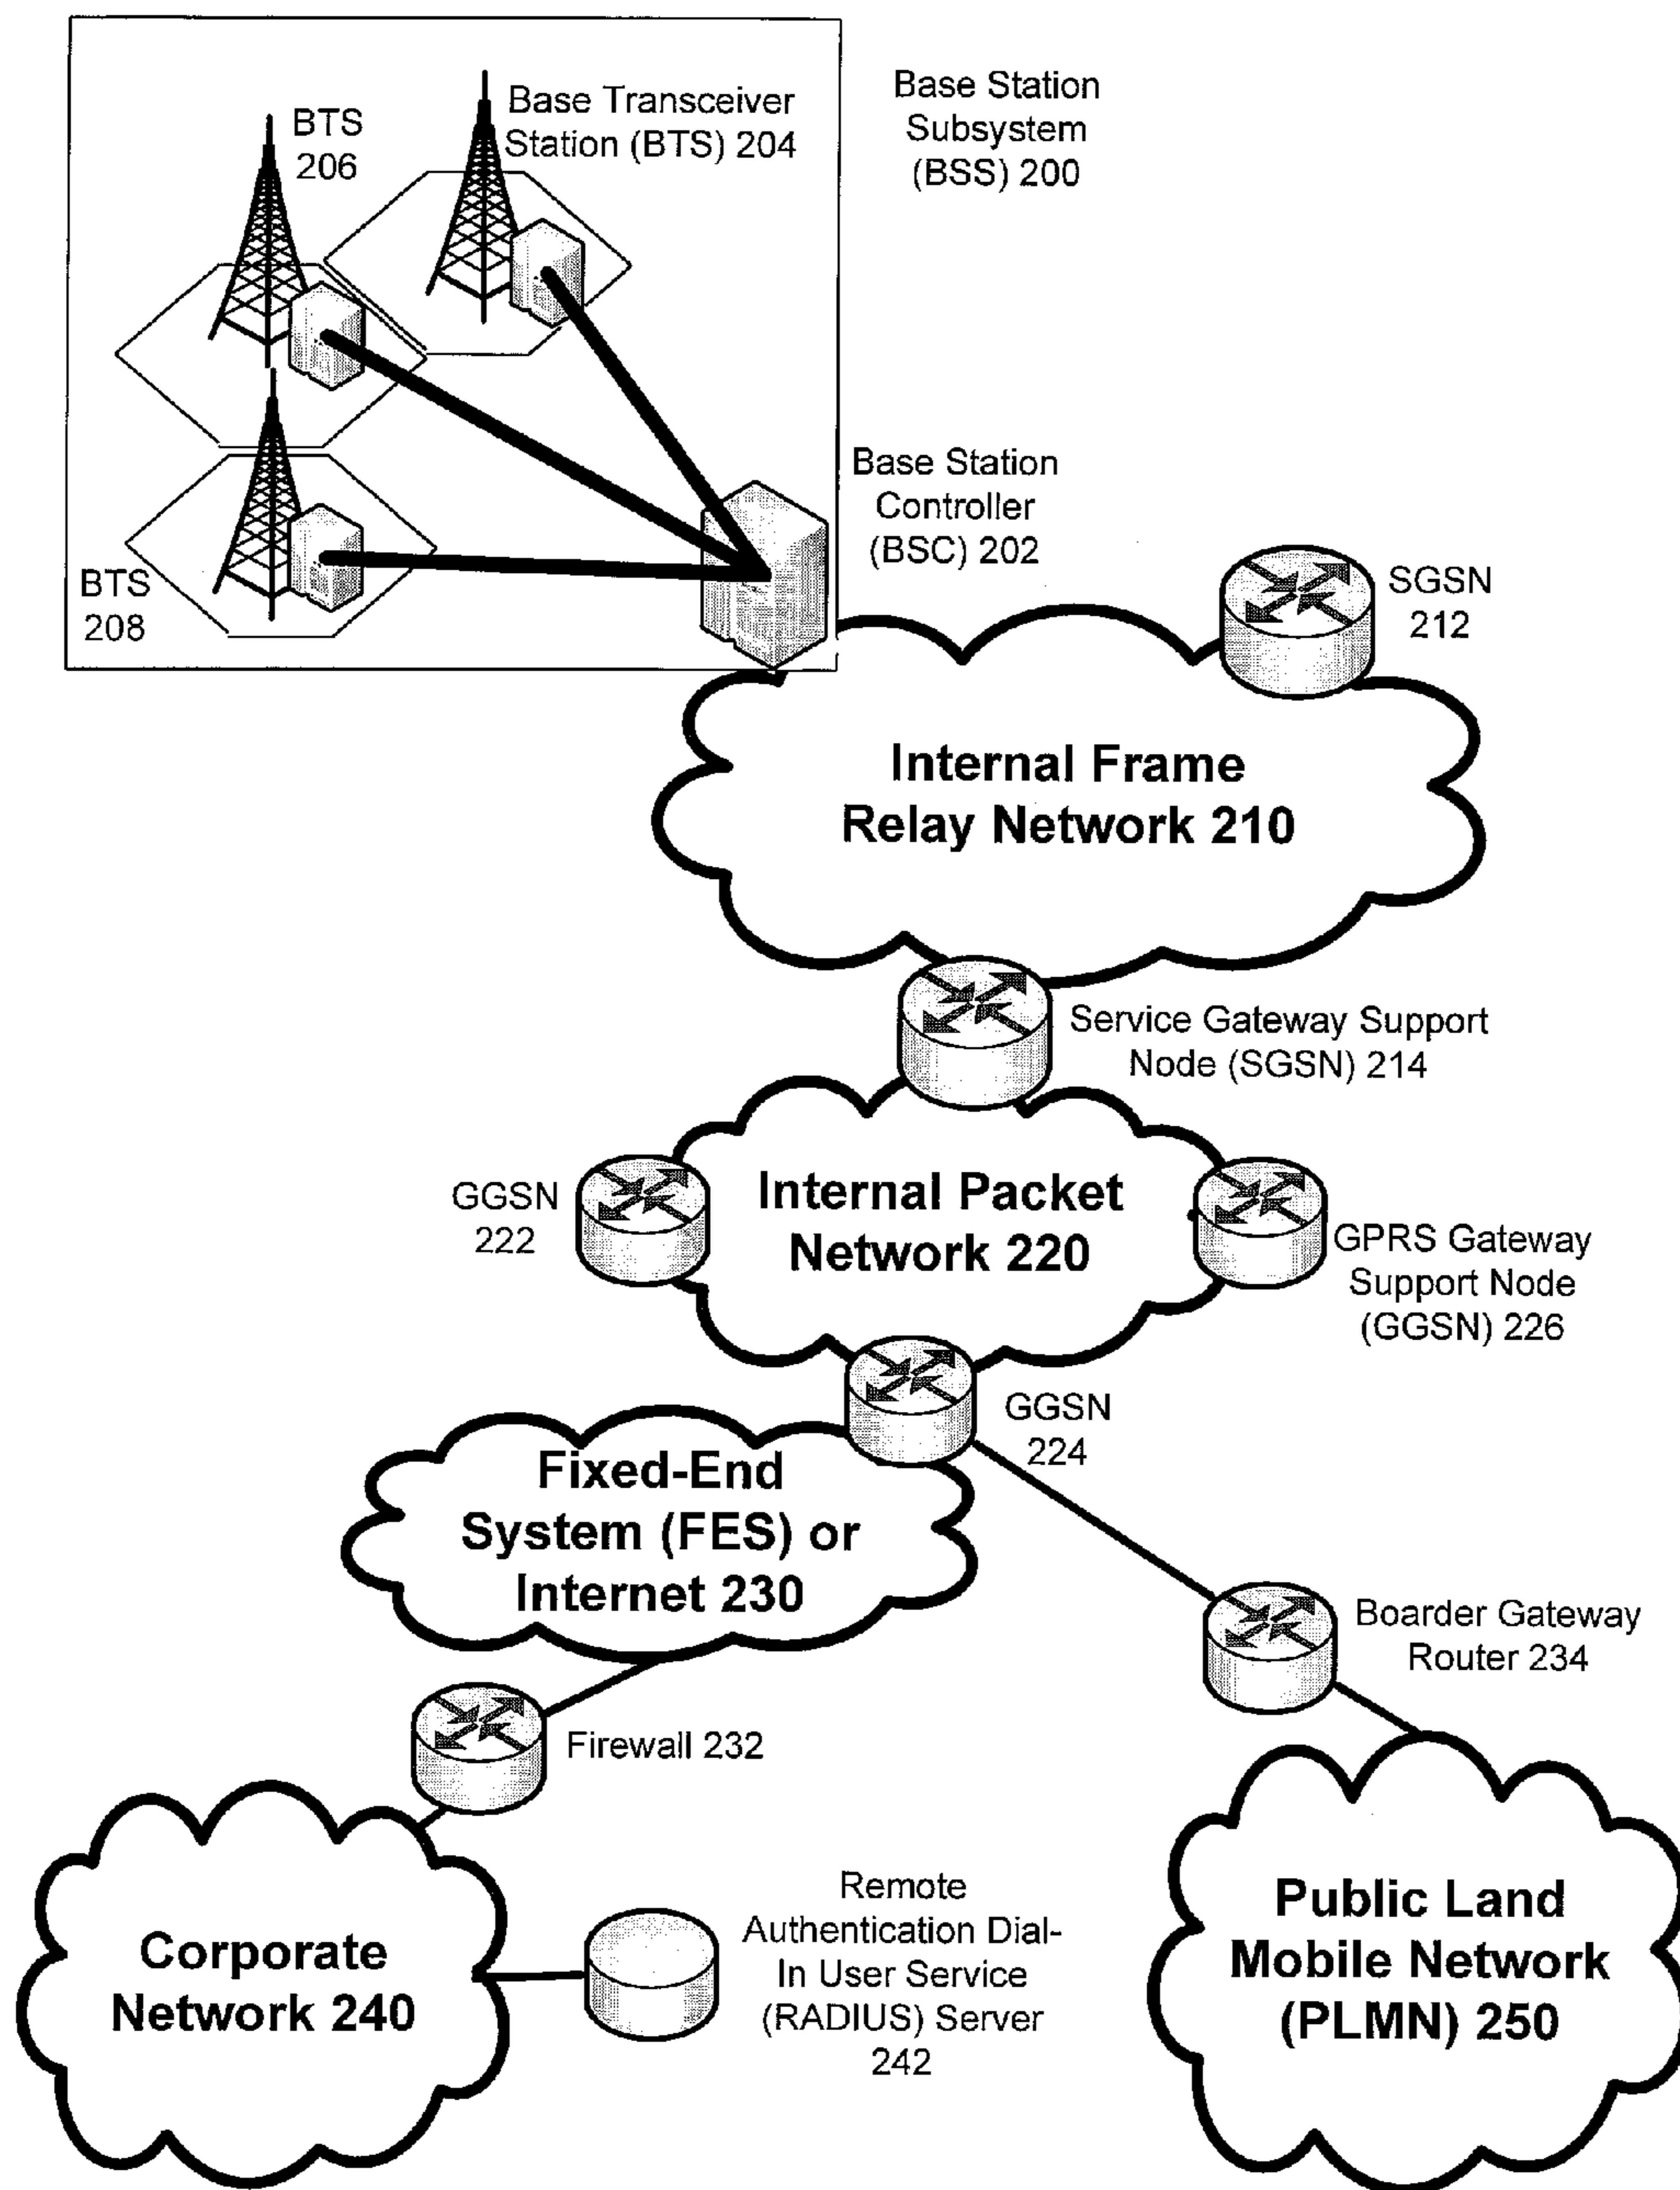 BTS
206
Base Transceiver
Station (BTS) 204
Base Station
Subsystem
(BSS) 200
BTS
208
Base Station
Controller
(BSC) 202
SGSN
212
Internal Frame
Relay Network 210
Service Gateway Support
Node (SGSN) 214
GGSN
222
Internal Packet
Network 220
GPRS Gateway
Support Node
(GGSN) 226
GGSN
224
Fixed-End
System (FES) or
Internet 230
Boarder Gateway
Router 234
Firewall 232
Corporate
Network 240
Remote
Authentication Dial-
In User Service
(RADIUS) Server
242
Public Land
Mobile Network
(PLMN) 250